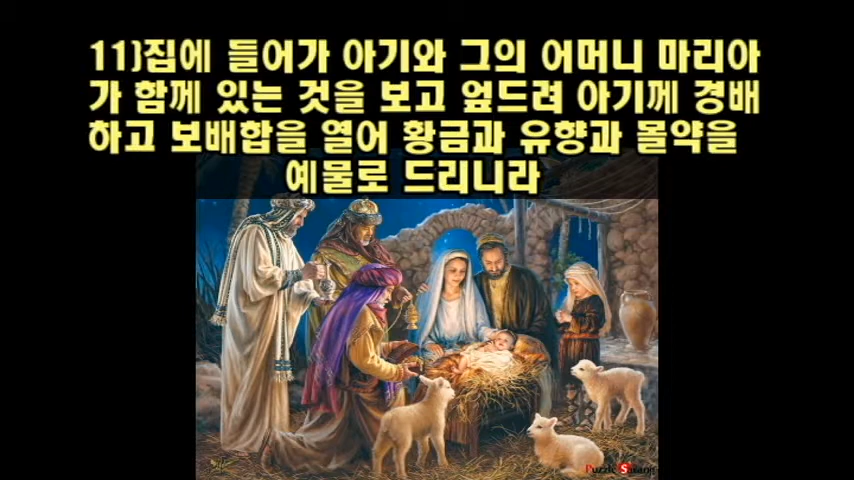 11)집에 들어가 아기와 그의 어머니 마리아
가 함께 있는 것을 보고 엎드려 아기께 경배
하고 보배합을 열어 황금과 유향과 몰약을
예물로 드리니라
Puzzle Sarang